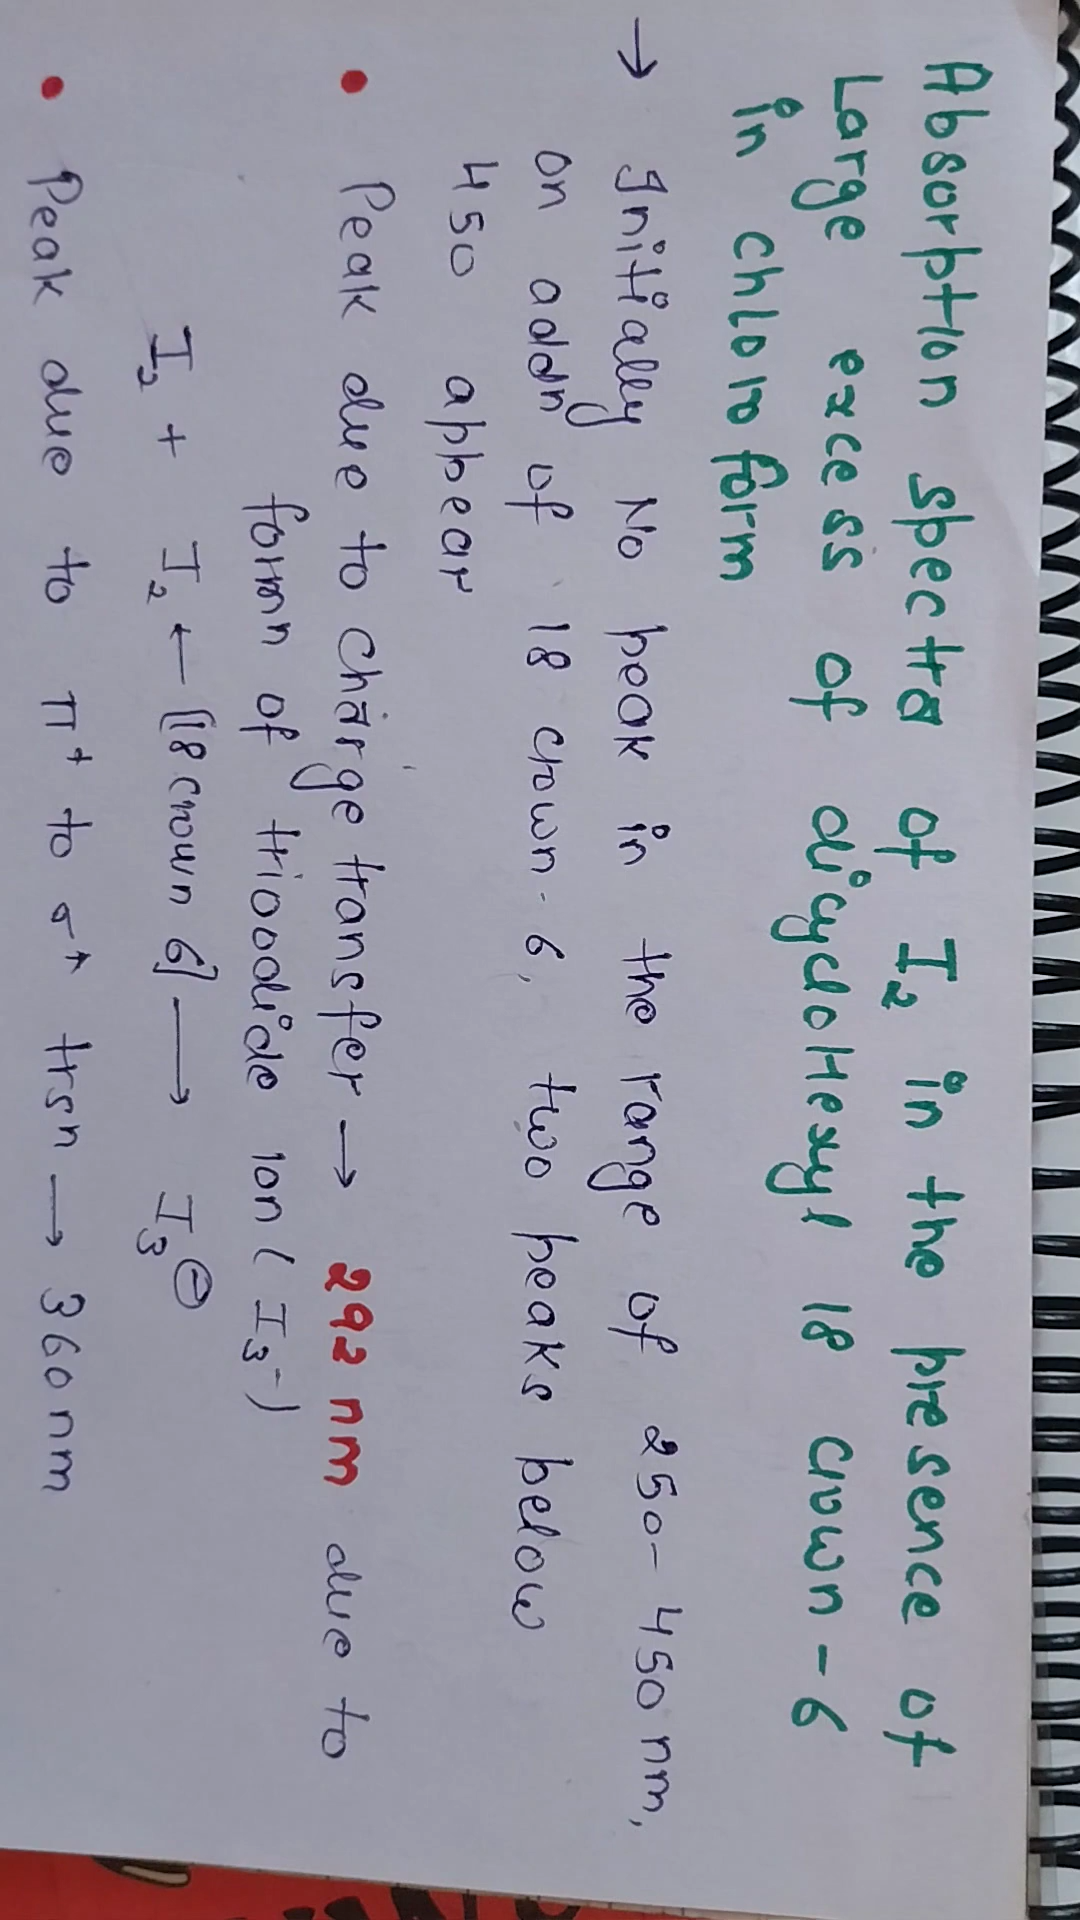 Absorption spectra of I₂ in the presence of
Large excess of dicycloHexyl 18 crown-6
in chloroform
→ Initially No peak in the range of 250-450 nm,
on addn of 18 crown-6, two peaks below
450 appear
• Peak due to charge transfer → 292 nm due to
formn of trioodide ion (I₃⁻)
I₂ + I₂ ← [18 crown 6] → I₃⊖
• Peak due to π* to σ* trsn → 360nm